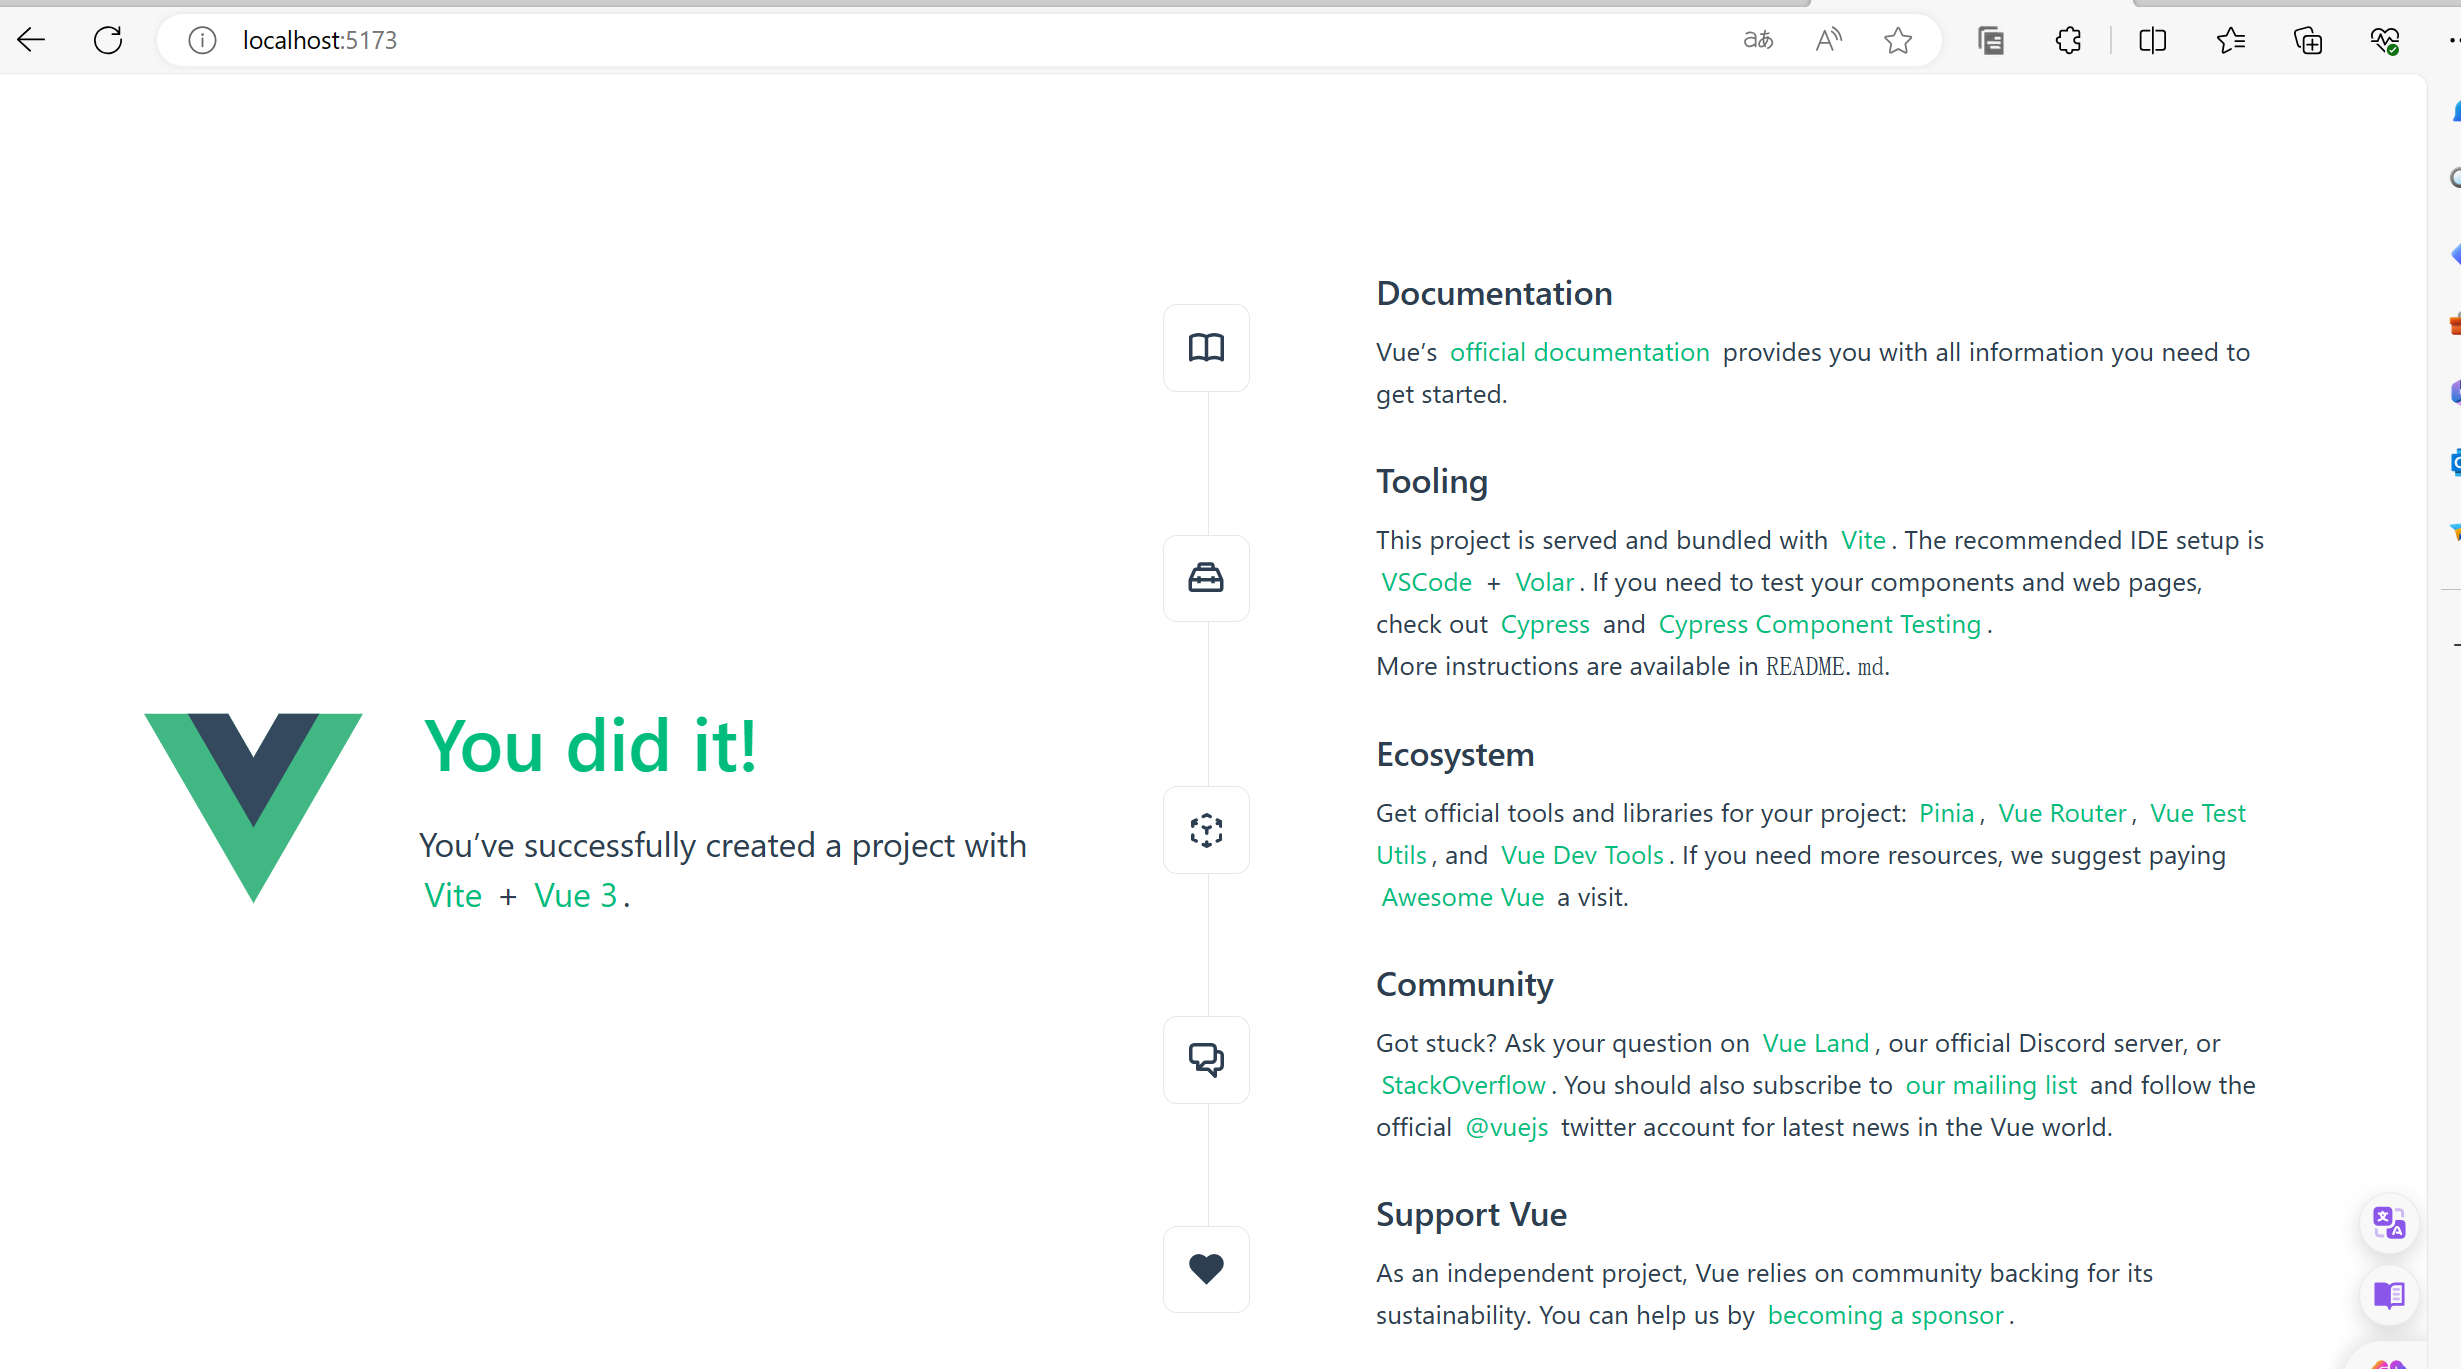 localhost:5173
You did it!
You’ve successfully created a project with
Vite + Vue 3.
Documentation
Vue’s official documentation provides you with all information you need to
get started.
Tooling
This project is served and bundled with Vite. The recommended IDE setup is
VSCode + Volar. If you need to test your components and web pages,
check out Cypress and Cypress Component Testing.
More instructions are available in README.md.
Ecosystem
Get official tools and libraries for your project: Pinia, Vue Router, Vue Test
Utils, and Vue Dev Tools. If you need more resources, we suggest paying
Awesome Vue a visit.
Community
Got stuck? Ask your question on Vue Land, our official Discord server, or
StackOverflow. You should also subscribe to our mailing list and follow the
official @vuejs twitter account for latest news in the Vue world.
Support Vue
As an independent project, Vue relies on community backing for its
sustainability. You can help us by becoming a sponsor.